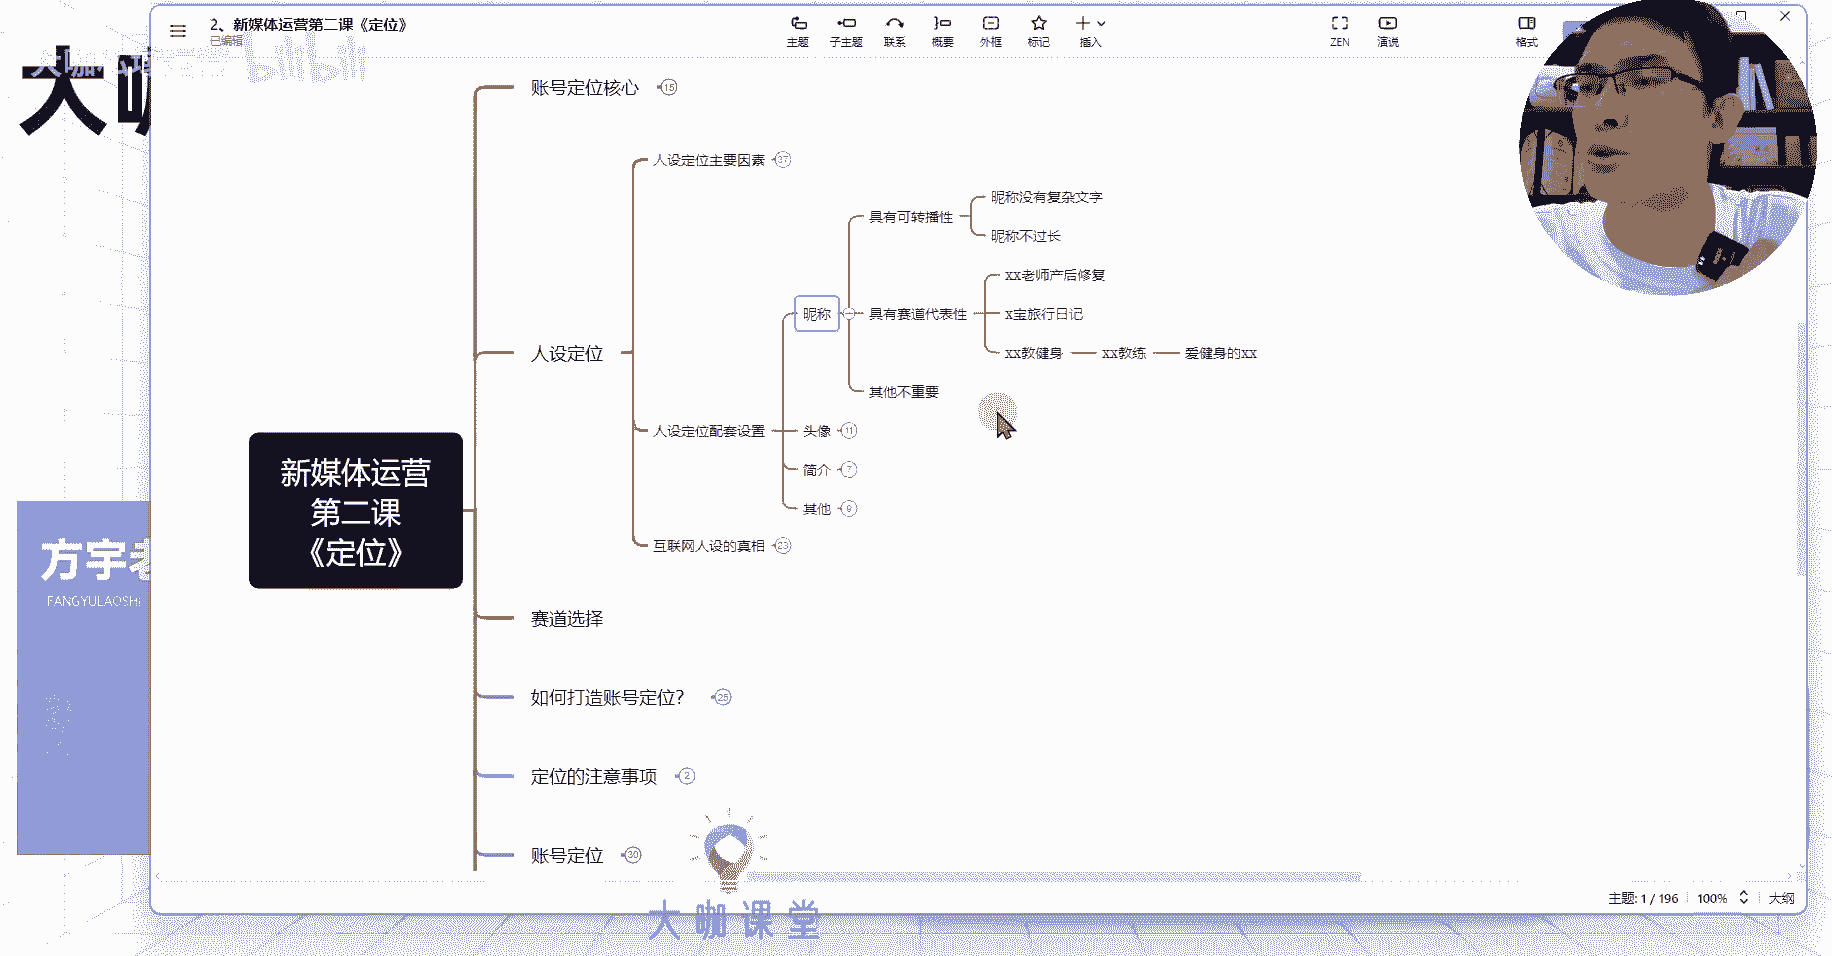 2、新媒体运营第二课《定位》
已编辑
主题
子主题
联系
概要
外框
标记
插入
ZEN
演说
格式
bilibili
大咖
账号定位核心 15
人设定位主要因素 37
昵称没有复杂文字
具有可转播性
昵称不过长
xx老师产后修复
昵称
具有赛道代表性
x宝旅行日记
人设定位
xx教健身
xx教练
爱健身的xx
其他不重要
人设定位配套设置
头像 11
简介 7
其他 9
新媒体运营
第二课
《定位》
互联网人设的真相 23
方宇老
FANGYULAOSHI
赛道选择
如何打造账号定位? 25
定位的注意事项 2
账号定位 30
主题: 1 / 196
100%
大纲
大咖课堂